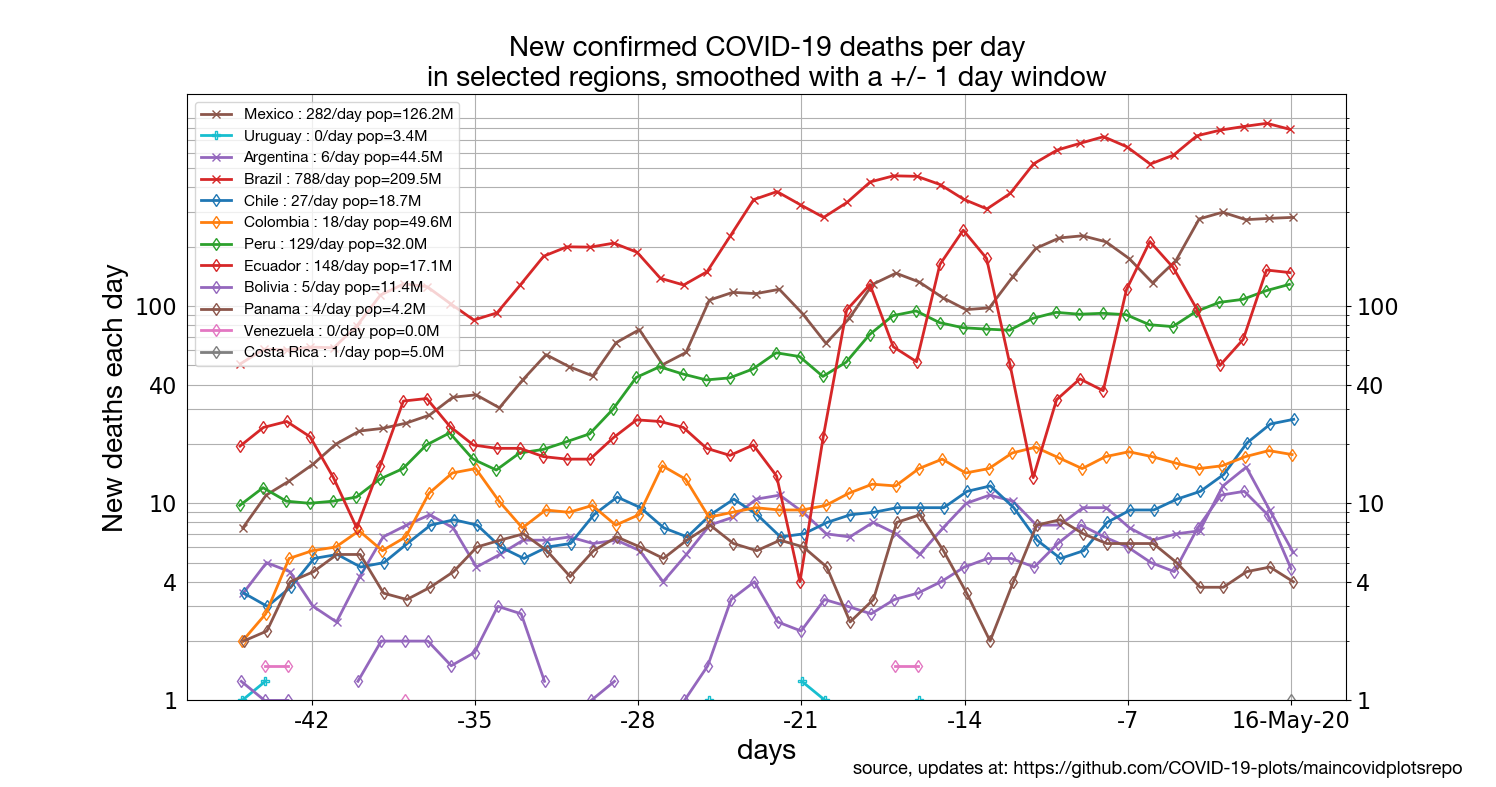 New confirmed COVID-19 deaths per day
in selected regions, smoothed with a +/- 1 day window
Mexico : 282/day pop=126.2M
Uruguay : 0/day pop=3.4M
Argentina : 6/day pop=44.5M
Brazil : 788/day pop=209.5M
Chile : 27/day pop=18.7M
Colombia : 18/day pop=49.6M
Peru : 129/day pop=32.0M
Ecuador : 148/day pop=17.1M
Bolivia : 5/day pop=11.4M
Panama : 4/day pop=4.2M
Venezuela : 0/day pop=0.0M
Costa Rica : 1/day pop=5.0M
New deaths each day
100
40
10
4
1
100
40
10
4
1
-42 -35 -28 -21 -14 -7 16-May-20
days
source, updates at: https://github.com/COVID-19-plots/maincovidplotsrepo